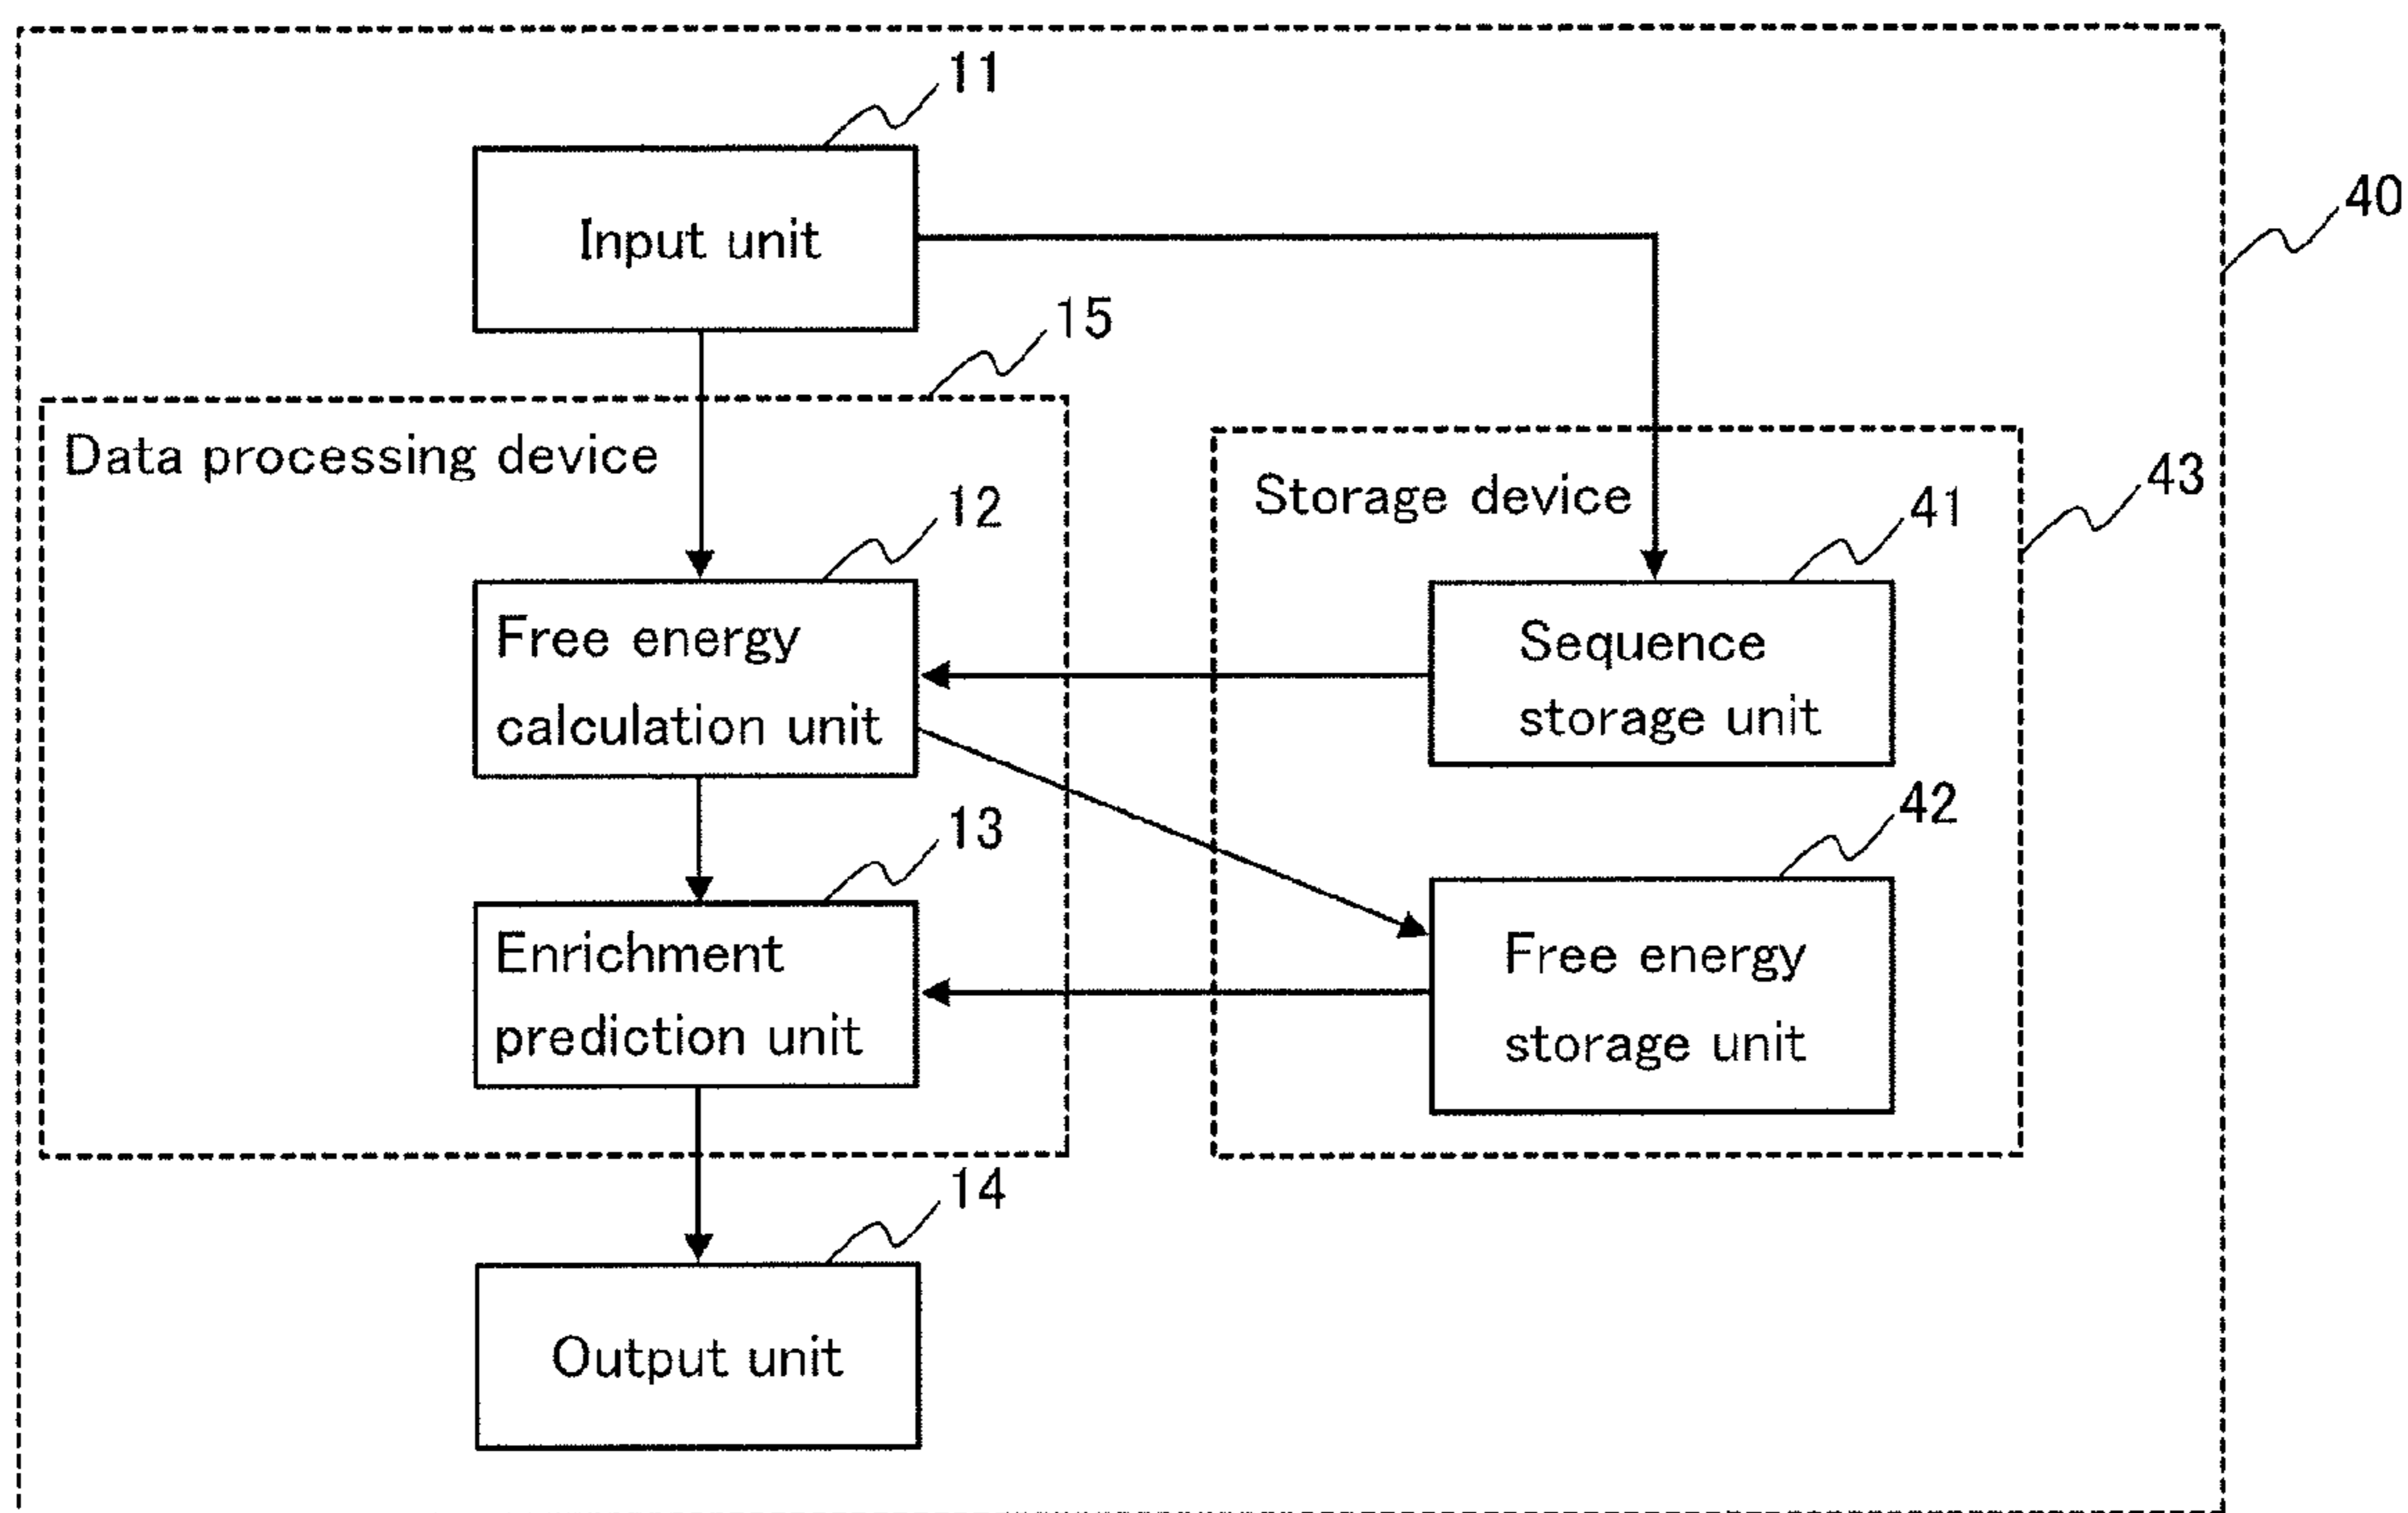 11
40
Input unit
15
Data processing device
43
Storage device
12
41
Free energy
calculation unit
Sequence
storage unit
13
42
Enrichment
prediction unit
Free energy
storage unit
14
Output unit